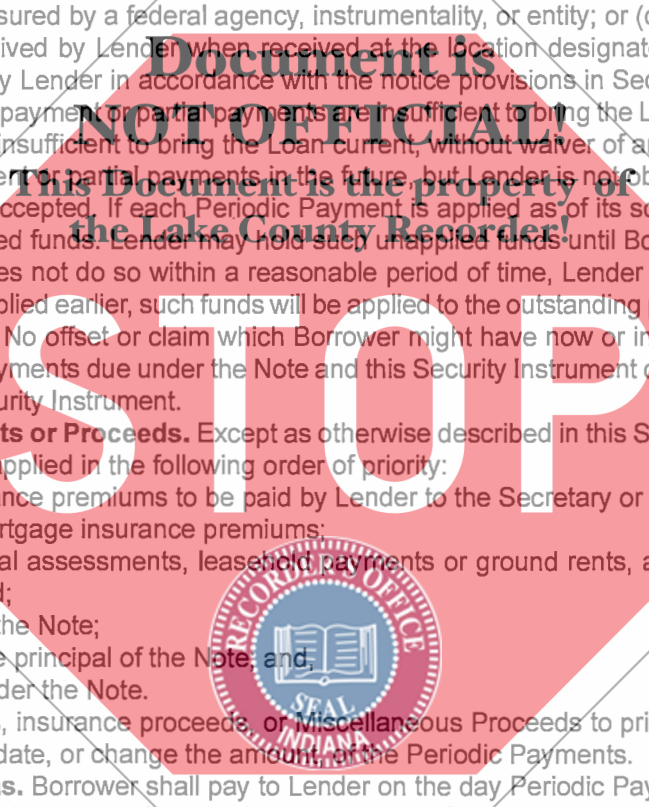 sured by a federal agency, instrumentality, or entity; or (
Document is
ived by Lender when received at the location designat
y Lender in accordance with the notice provisions in Sec
NOT OFFICIAL!
payment or partial payments are insufficient to bring the L
insufficient to bring the Loan current, without waiver of a
This Document is the property of
or partial payments in the future, but Lender is not ob
ccepted. If each Periodic Payment is applied as of its s
the Lake County Recorder!
ed funds. Lender may hold such unapplied funds until Bo
es not do so within a reasonable period of time, Lender
plied earlier, such funds will be applied to the outstanding
No offset or claim which Borrower might have now or in
STOP
yments due under the Note and this Security Instrument
urity Instrument.
ts or Proceeds. Except as otherwise described in this S
applied in the following order of priority:
ance premiums to be paid by Lender to the Secretary or
rtgage insurance premiums;
al assessments, leasehold payments or ground rents, a
d;
RECORDER'S OFFICE
the Note;
e principal of the Note; and,
der the Note.
SEAL
, insurance proceeds, or Miscellaneous Proceeds to pri
INDIANA
date, or change the amount, of the Periodic Payments.
s. Borrower shall pay to Lender on the day Periodic Pay